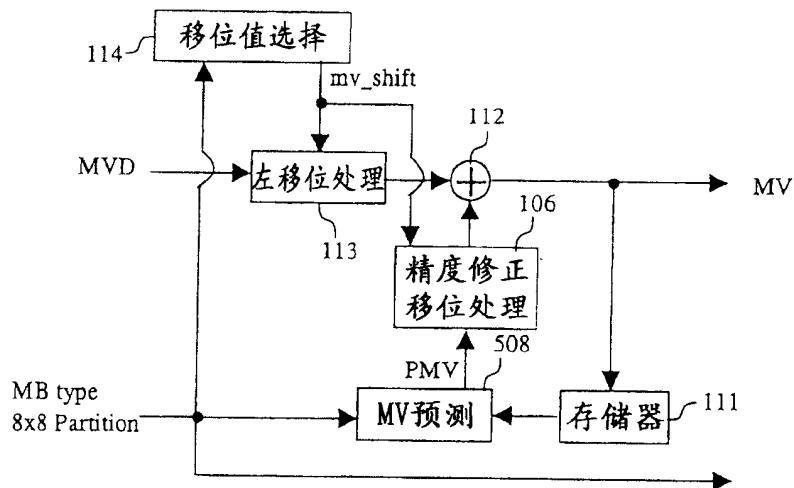 移位值选择
114
mv_shift
112
MVD
左移位处理
MV
113
106
精度修正
移位处理
PMV
508
MB type
8x8 Partition
MV预测
存储器
111